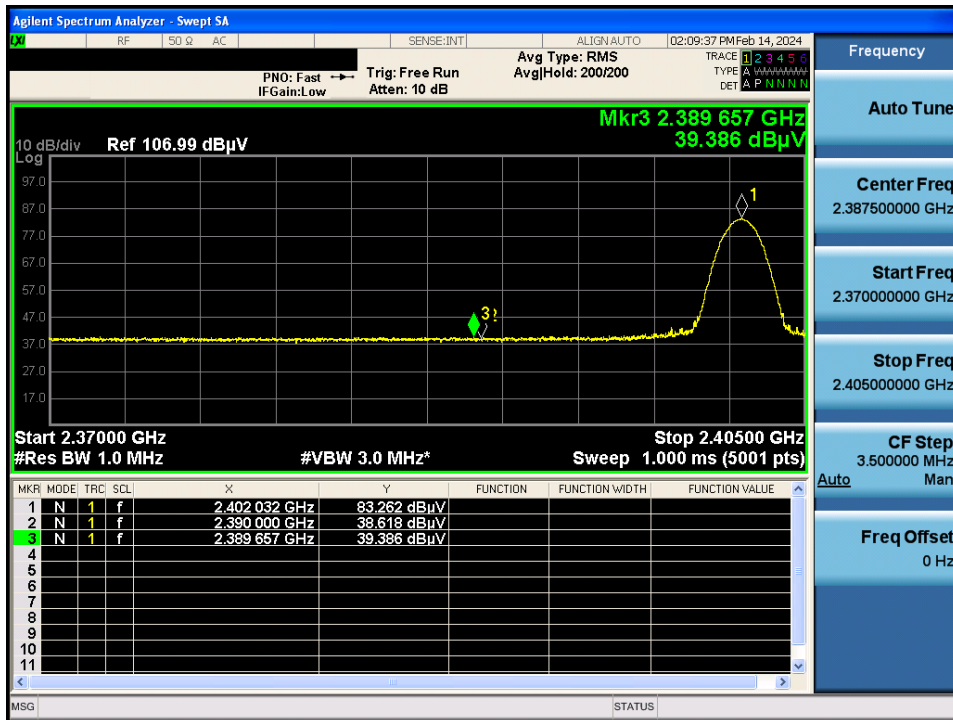 Agilent Spectrum Analyzer - Swept SA
LXI RF 50 Ω AC SENSE:INT ALIGN AUTO 02:09:37 PM Feb 14, 2024
PNO: Fast Trig: Free Run Avg Type: RMS TRACE 1 2 3 4 5 6
IFGain:Low Atten: 10 dB Avg|Hold: 200/200 TYPE A
DET A P N N N N
Mkr3 2.389 657 GHz
39.386 dBµV
10 dB/div Ref 106.99 dBµV
Log
97.0
87.0
77.0
67.0
57.0
47.0
37.0
27.0
17.0
1
3
Start 2.37000 GHz Stop 2.40500 GHz
#Res BW 1.0 MHz #VBW 3.0 MHz* Sweep 1.000 ms (5001 pts)
MKR MODE TRC SCL X Y FUNCTION FUNCTION WIDTH FUNCTION VALUE
1 N 1 f 2.402 032 GHz 83.262 dBµV
2 N 1 f 2.390 000 GHz 38.618 dBµV
3 N 1 f 2.389 657 GHz 39.386 dBµV
4
5
6
7
8
9
10
11
MSG STATUS
Frequency
Auto Tune
Center Freq
2.387500000 GHz
Start Freq
2.370000000 GHz
Stop Freq
2.405000000 GHz
CF Step
3.500000 MHz
Auto Man
Freq Offset
0 Hz